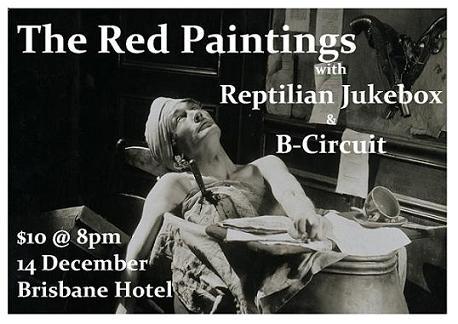 The Red Paintings
with
Reptilian Jukebox
&
B-Circuit
$10 @ 8pm
14 December
Brisbane Hotel